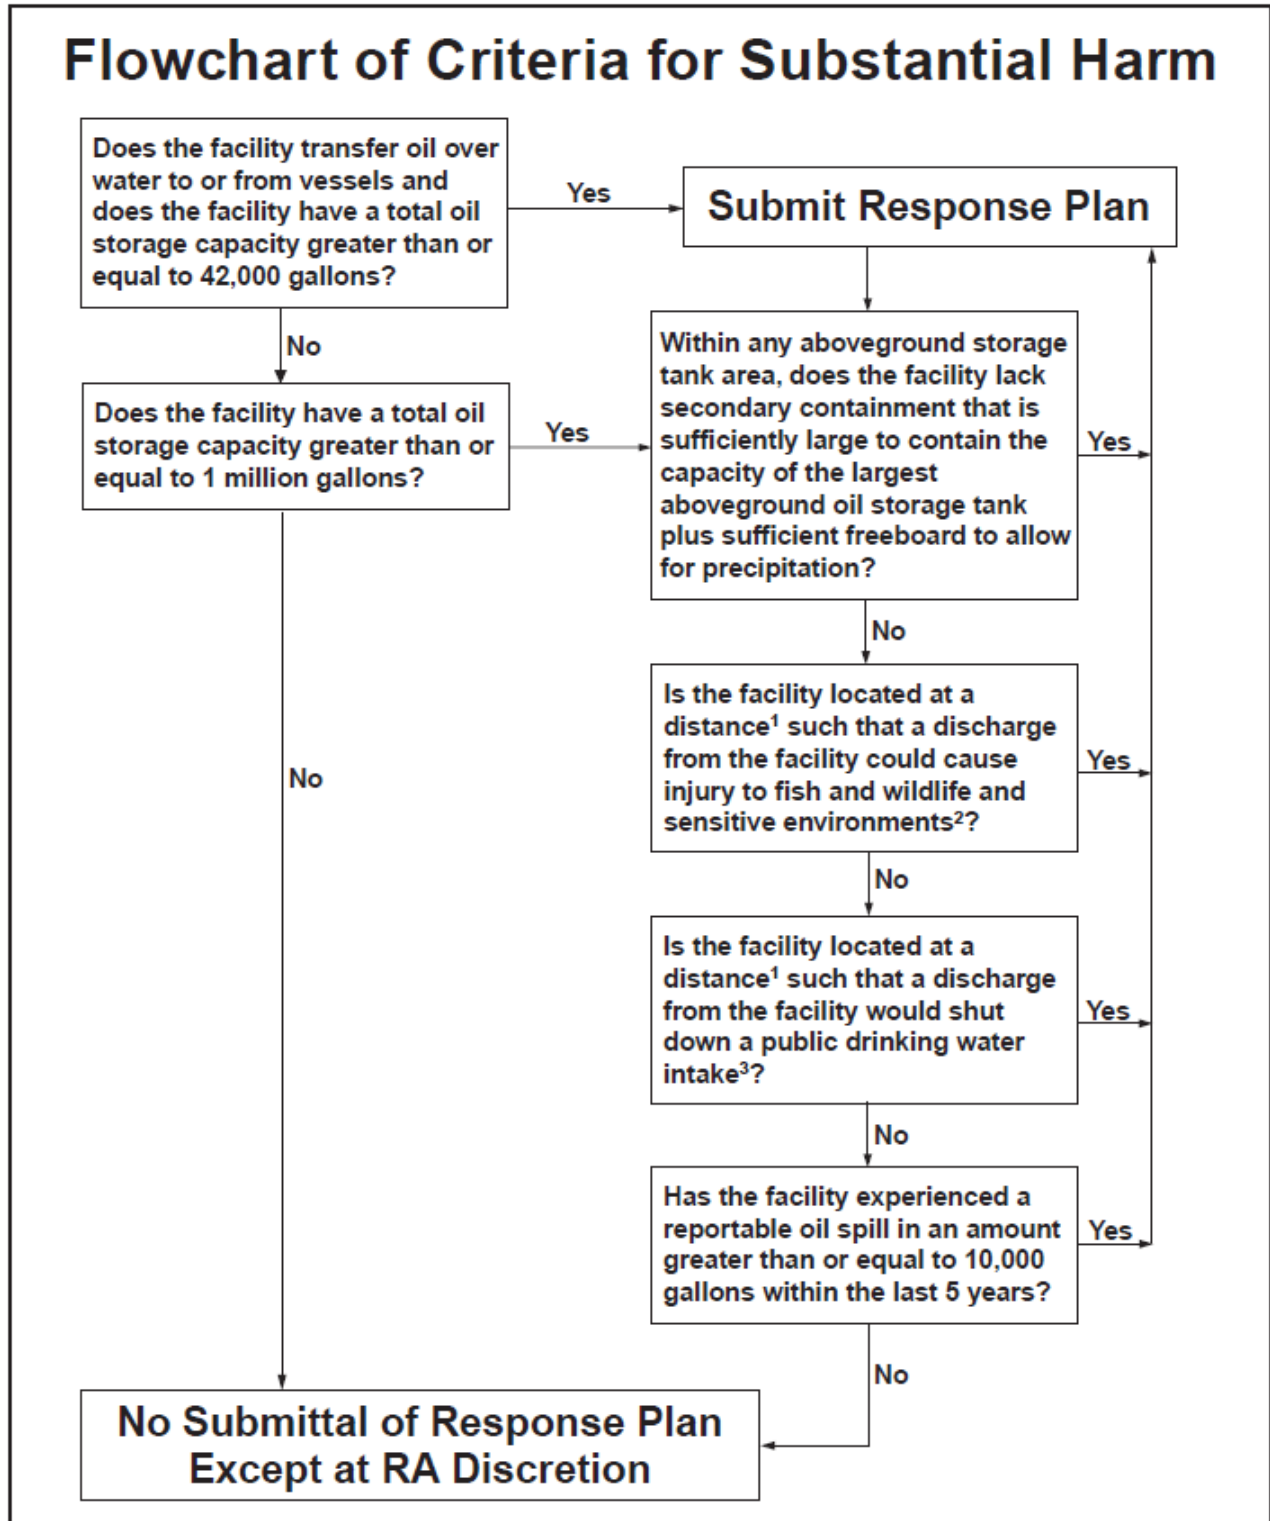 Flowchart of Criteria for Substantial Harm
Does the facility transfer oil over
water to or from vessels and
does the facility have a total oil
storage capacity greater than or
equal to 42,000 gallons?
Yes
Submit Response Plan
No
Does the facility have a total oil
storage capacity greater than or
equal to 1 million gallons?
Yes
Within any aboveground storage
tank area, does the facility lack
secondary containment that is
sufficiently large to contain the
capacity of the largest
aboveground oil storage tank
plus sufficient freeboard to allow
for precipitation?
Yes
No
Is the facility located at a
distance¹ such that a discharge
from the facility could cause
injury to fish and wildlife and
sensitive environments²?
Yes
No
No
Is the facility located at a
distance¹ such that a discharge
from the facility would shut
down a public drinking water
intake³?
Yes
No
Has the facility experienced a
reportable oil spill in an amount
greater than or equal to 10,000
gallons within the last 5 years?
Yes
No
No Submittal of Response Plan
Except at RA Discretion